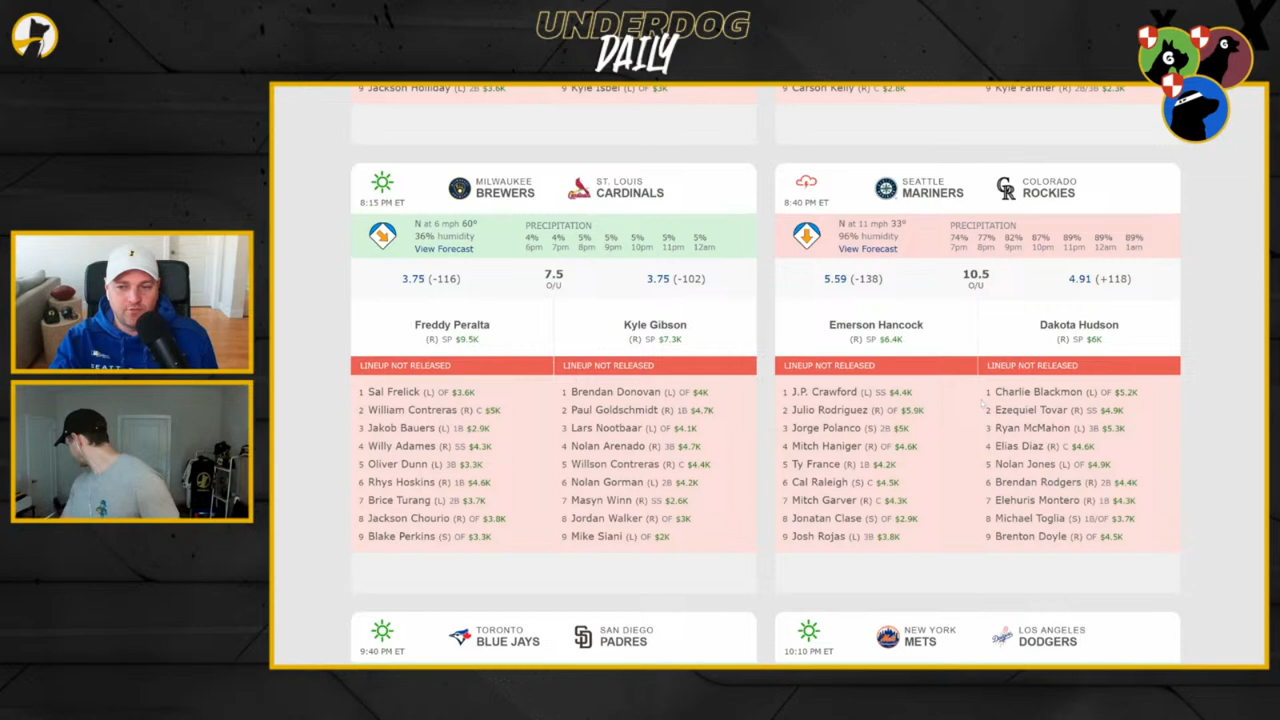 UNDERDOG
DAILY
9 Jackson Holliday (L) 2B $3.6K
9 Kyle Isbel (L) OF $3K
9 Carson Kelly (R) C $2.8K
9 Kyle Farmer (R) 2B/3B $2.3K
8:15 PM ET
MILWAUKEE
BREWERS
ST. LOUIS
CARDINALS
N at 6 mph 60°
36% humidity
View Forecast
PRECIPITATION
4% 4% 5% 5% 5% 5% 5%
6pm 7pm 8pm 9pm 10pm 11pm 12am
3.75 (-116)
7.5
O/U
3.75 (-102)
Freddy Peralta
(R) SP $9.5K
Kyle Gibson
(R) SP $7.3K
LINEUP NOT RELEASED
1 Sal Frelick (L) OF $3.6K
2 William Contreras (R) C $5K
3 Jakob Bauers (L) 1B $2.9K
4 Willy Adames (R) SS $4.3K
5 Oliver Dunn (L) 3B $3.3K
6 Rhys Hoskins (R) 1B $4.6K
7 Brice Turang (L) 2B $3.7K
8 Jackson Chourio (R) OF $3.8K
9 Blake Perkins (S) OF $3.3K
LINEUP NOT RELEASED
1 Brendan Donovan (L) OF $4K
2 Paul Goldschmidt (R) 1B $4.7K
3 Lars Nootbaar (L) OF $4.1K
4 Nolan Arenado (R) 3B $4.7K
5 Willson Contreras (R) C $4.4K
6 Nolan Gorman (L) 2B $4.2K
7 Masyn Winn (R) SS $2.6K
8 Jordan Walker (R) OF $3K
9 Mike Siani (L) OF $2K
8:40 PM ET
SEATTLE
MARINERS
COLORADO
ROCKIES
N at 11 mph 33°
96% humidity
View Forecast
PRECIPITATION
74% 77% 82% 87% 89% 89% 89%
7pm 8pm 9pm 10pm 11pm 12am 1am
5.59 (-138)
10.5
O/U
4.91 (+118)
Emerson Hancock
(R) SP $6.4K
Dakota Hudson
(R) SP $6K
LINEUP NOT RELEASED
1 J.P. Crawford (L) SS $4.4K
2 Julio Rodriguez (R) OF $5.9K
3 Jorge Polanco (S) 2B $5K
4 Mitch Haniger (R) OF $4.6K
5 Ty France (R) 1B $4.2K
6 Cal Raleigh (S) C $4.5K
7 Mitch Garver (R) C $4.3K
8 Jonatan Clase (S) OF $2.9K
9 Josh Rojas (L) 3B $3.8K
LINEUP NOT RELEASED
1 Charlie Blackmon (L) OF $5.2K
2 Ezequiel Tovar (R) SS $4.9K
3 Ryan McMahon (L) 3B $5.3K
4 Elias Diaz (R) C $4.6K
5 Nolan Jones (L) OF $4.9K
6 Brendan Rodgers (R) 2B $4.4K
7 Elehuris Montero (R) 1B $4.3K
8 Michael Toglia (S) 1B/OF $3.7K
9 Brenton Doyle (R) OF $4.5K
9:40 PM ET
TORONTO
BLUE JAYS
SAN DIEGO
PADRES
10:10 PM ET
NEW YORK
METS
LOS ANGELES
DODGERS